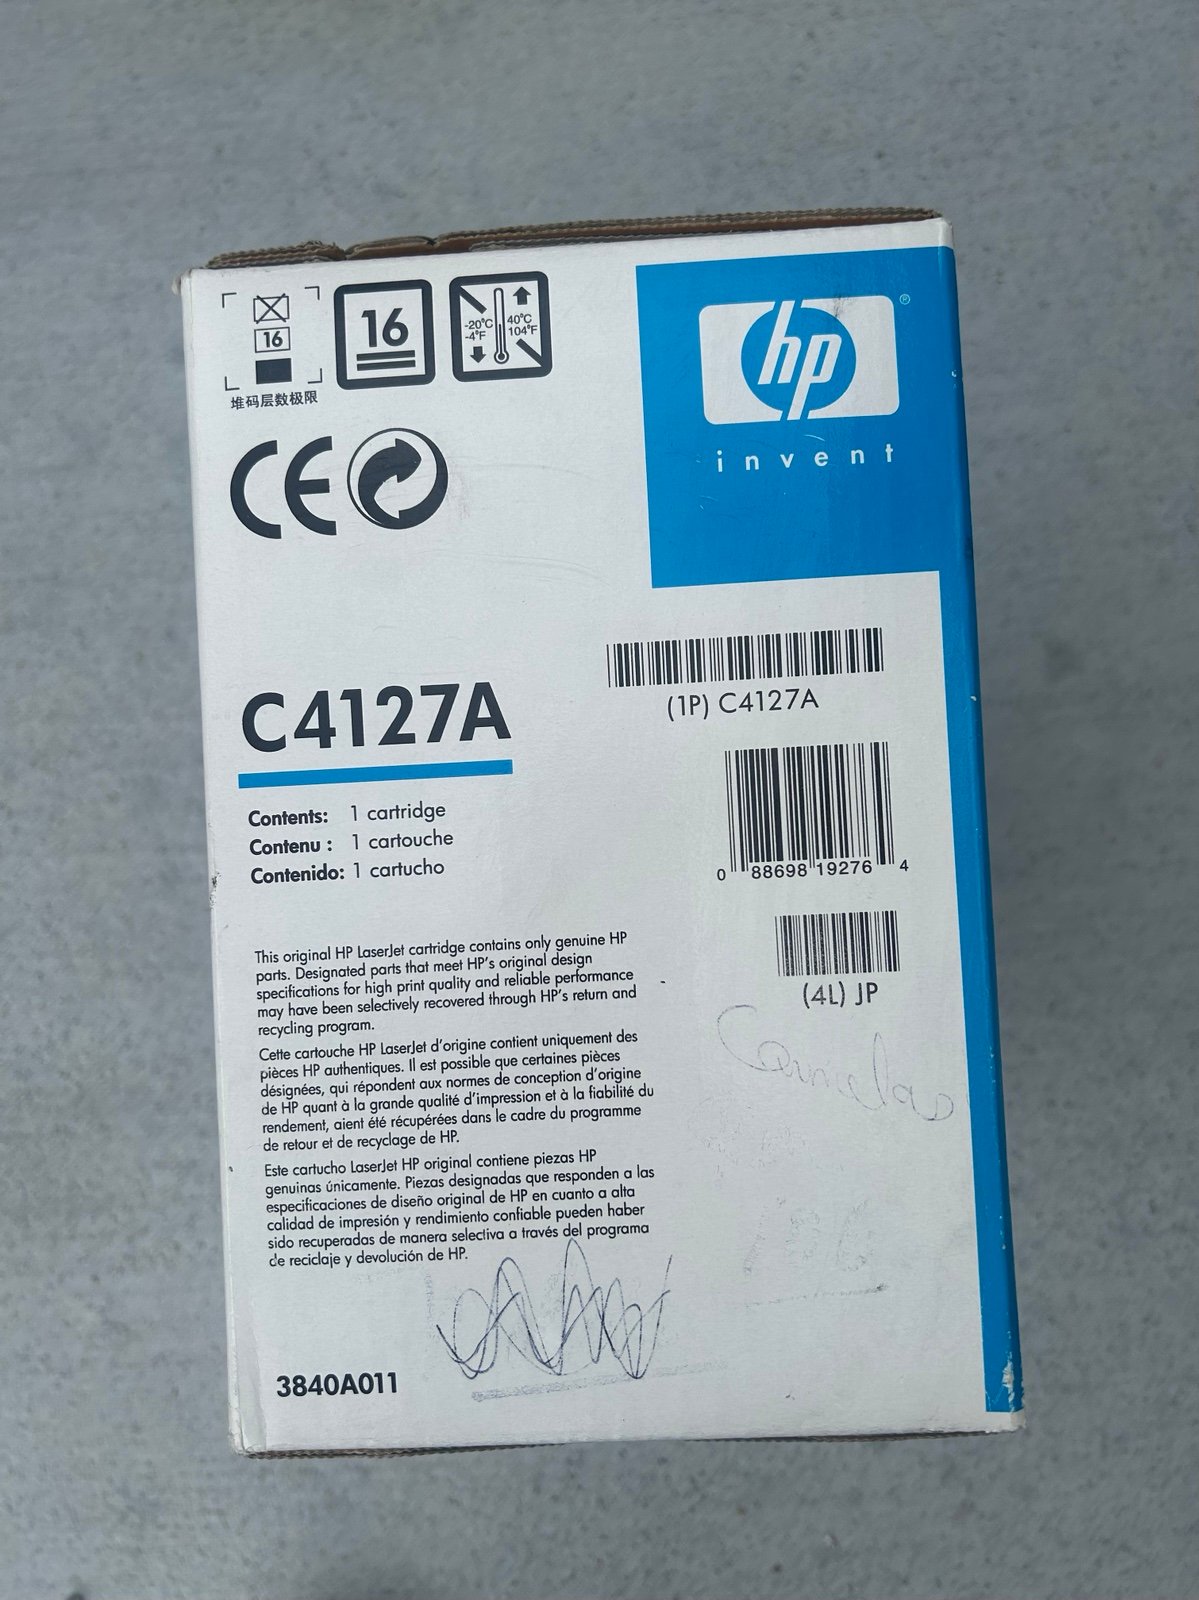 16
堆码层数极限
16
-20°C
-4°F
40°C
104°F
CE
hp ®
invent
C4127A
(1P) C4127A
Contents: 1 cartridge
Contenu : 1 cartouche
Contenido: 1 cartucho
0 88698 19276 4
(4L) JP
This original HP LaserJet cartridge contains only genuine HP
parts. Designated parts that meet HP's original design
specifications for high print quality and reliable performance
may have been selectively recovered through HP's return and
recycling program.
Cette cartouche HP LaserJet d'origine contient uniquement des
pièces HP authentiques. Il est possible que certaines pièces
désignées, qui répondent aux normes de conception d'origine
de HP quant à la grande qualité d'impression et à la fiabilité du
rendement, aient été récupérées dans le cadre du programme
de retour et de recyclage de HP.
Este cartucho LaserJet HP original contiene piezas HP
genuinas únicamente. Piezas designadas que responden a las
especificaciones de diseño original de HP en cuanto a alta
calidad de impresión y rendimiento confiable pueden haber
sido recuperadas de manera selectiva a través del programa
de reciclaje y devolución de HP.
3840A011